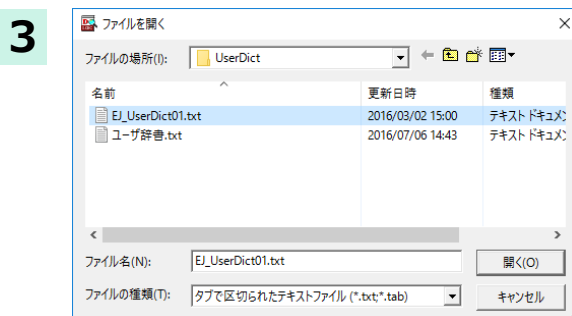 3
ファイルを開く
ファイルの場所(I): UserDict
名前 更新日時 種類
EJ_UserDict01.txt 2016/03/02 15:00 テキスト ドキュメン
ユーザ辞書.txt 2016/07/06 14:43 テキスト ドキュメン
ファイル名(N): EJ_UserDict01.txt 開く(O)
ファイルの種類(T): タブで区切られたテキストファイル (*.txt;*.tab) キャンセル